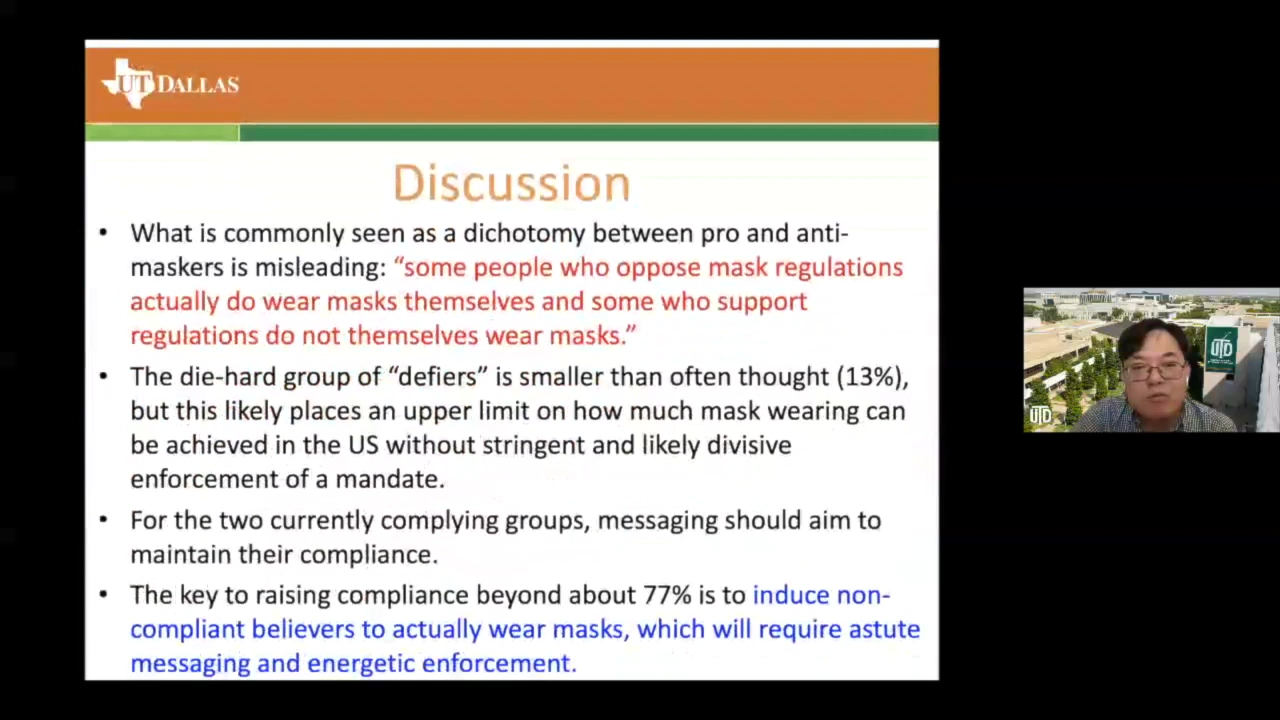 UT DALLAS
Discussion
• What is commonly seen as a dichotomy between pro and anti-
maskers is misleading: “some people who oppose mask regulations
actually do wear masks themselves and some who support
regulations do not themselves wear masks.”
• The die-hard group of “defiers” is smaller than often thought (13%),
but this likely places an upper limit on how much mask wearing can
be achieved in the US without stringent and likely divisive
enforcement of a mandate.
• For the two currently complying groups, messaging should aim to
maintain their compliance.
• The key to raising compliance beyond about 77% is to induce non-
compliant believers to actually wear masks, which will require astute
messaging and energetic enforcement.
UTD
UTD